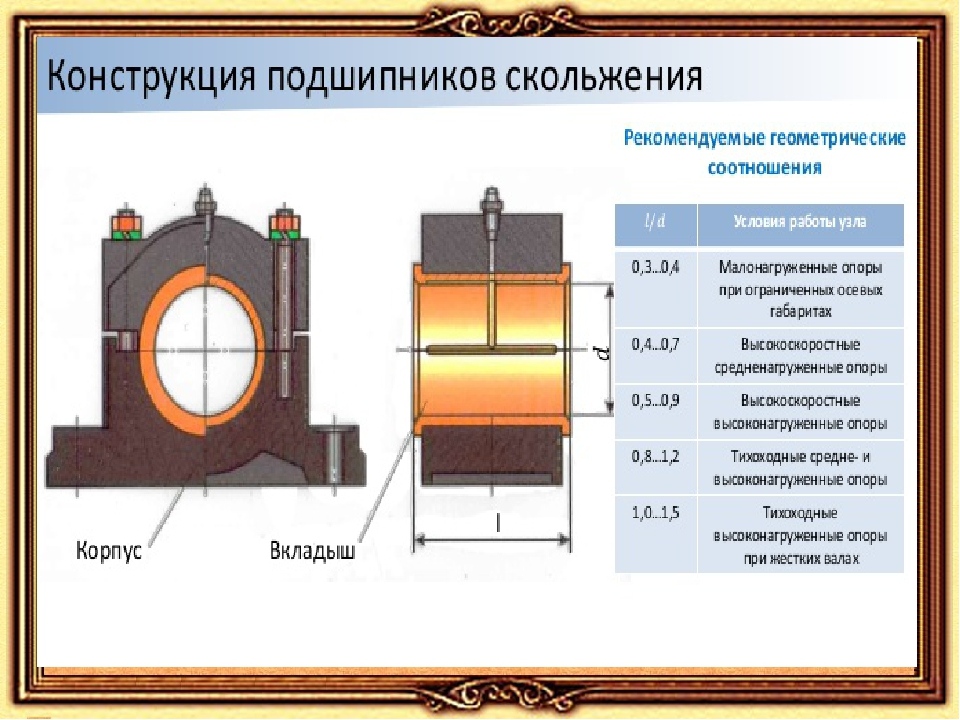 Конструкция подшипников скольжения
Рекомендуемые геометрические
соотношения
l/d
Условия работы узла
0,3...0,4
Малонагруженные опоры
при ограниченных осевых
габаритах
0,4...0,7
Высокоскоростные
средненагруженные опоры
0,5...0,9
Высокоскоростные
высоконагруженные опоры
0,8...1,2
Тихоходные средне- и
высоконагруженные опоры
1,0...1,5
Тихоходные
высоконагруженные опоры
при жестких валах
d
l
Корпус
Вкладыш